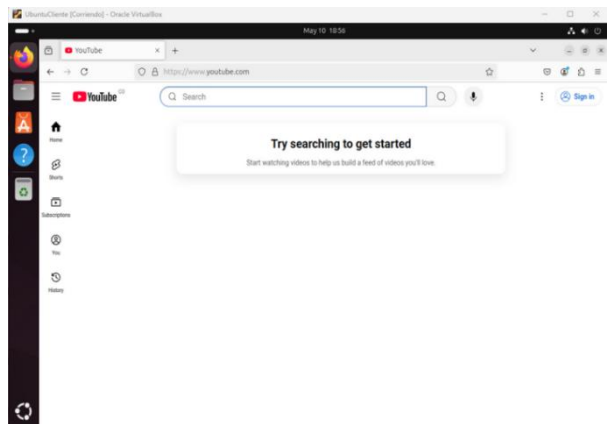 UbuntuCliente [Corriendo] - Oracle VirtualBox
May 10 18:56
YouTube
https://www.youtube.com
YouTube
Search
Sign in
Home
Try searching to get started
Start watching videos to help us build a feed of videos you'll love.
Shorts
Subscriptions
You
History